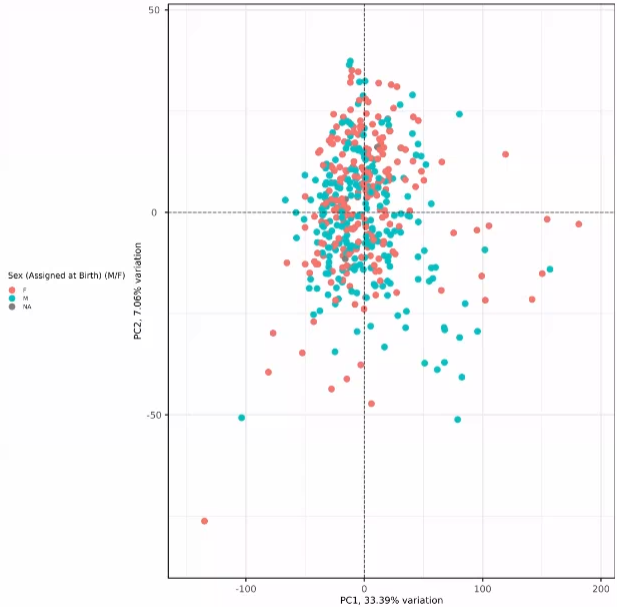 50
0
-50
PC2, 7.06% variation
Sex (Assigned at Birth) (M/F)
F
M
NA
-100
0
100
200
PC1, 33.39% variation